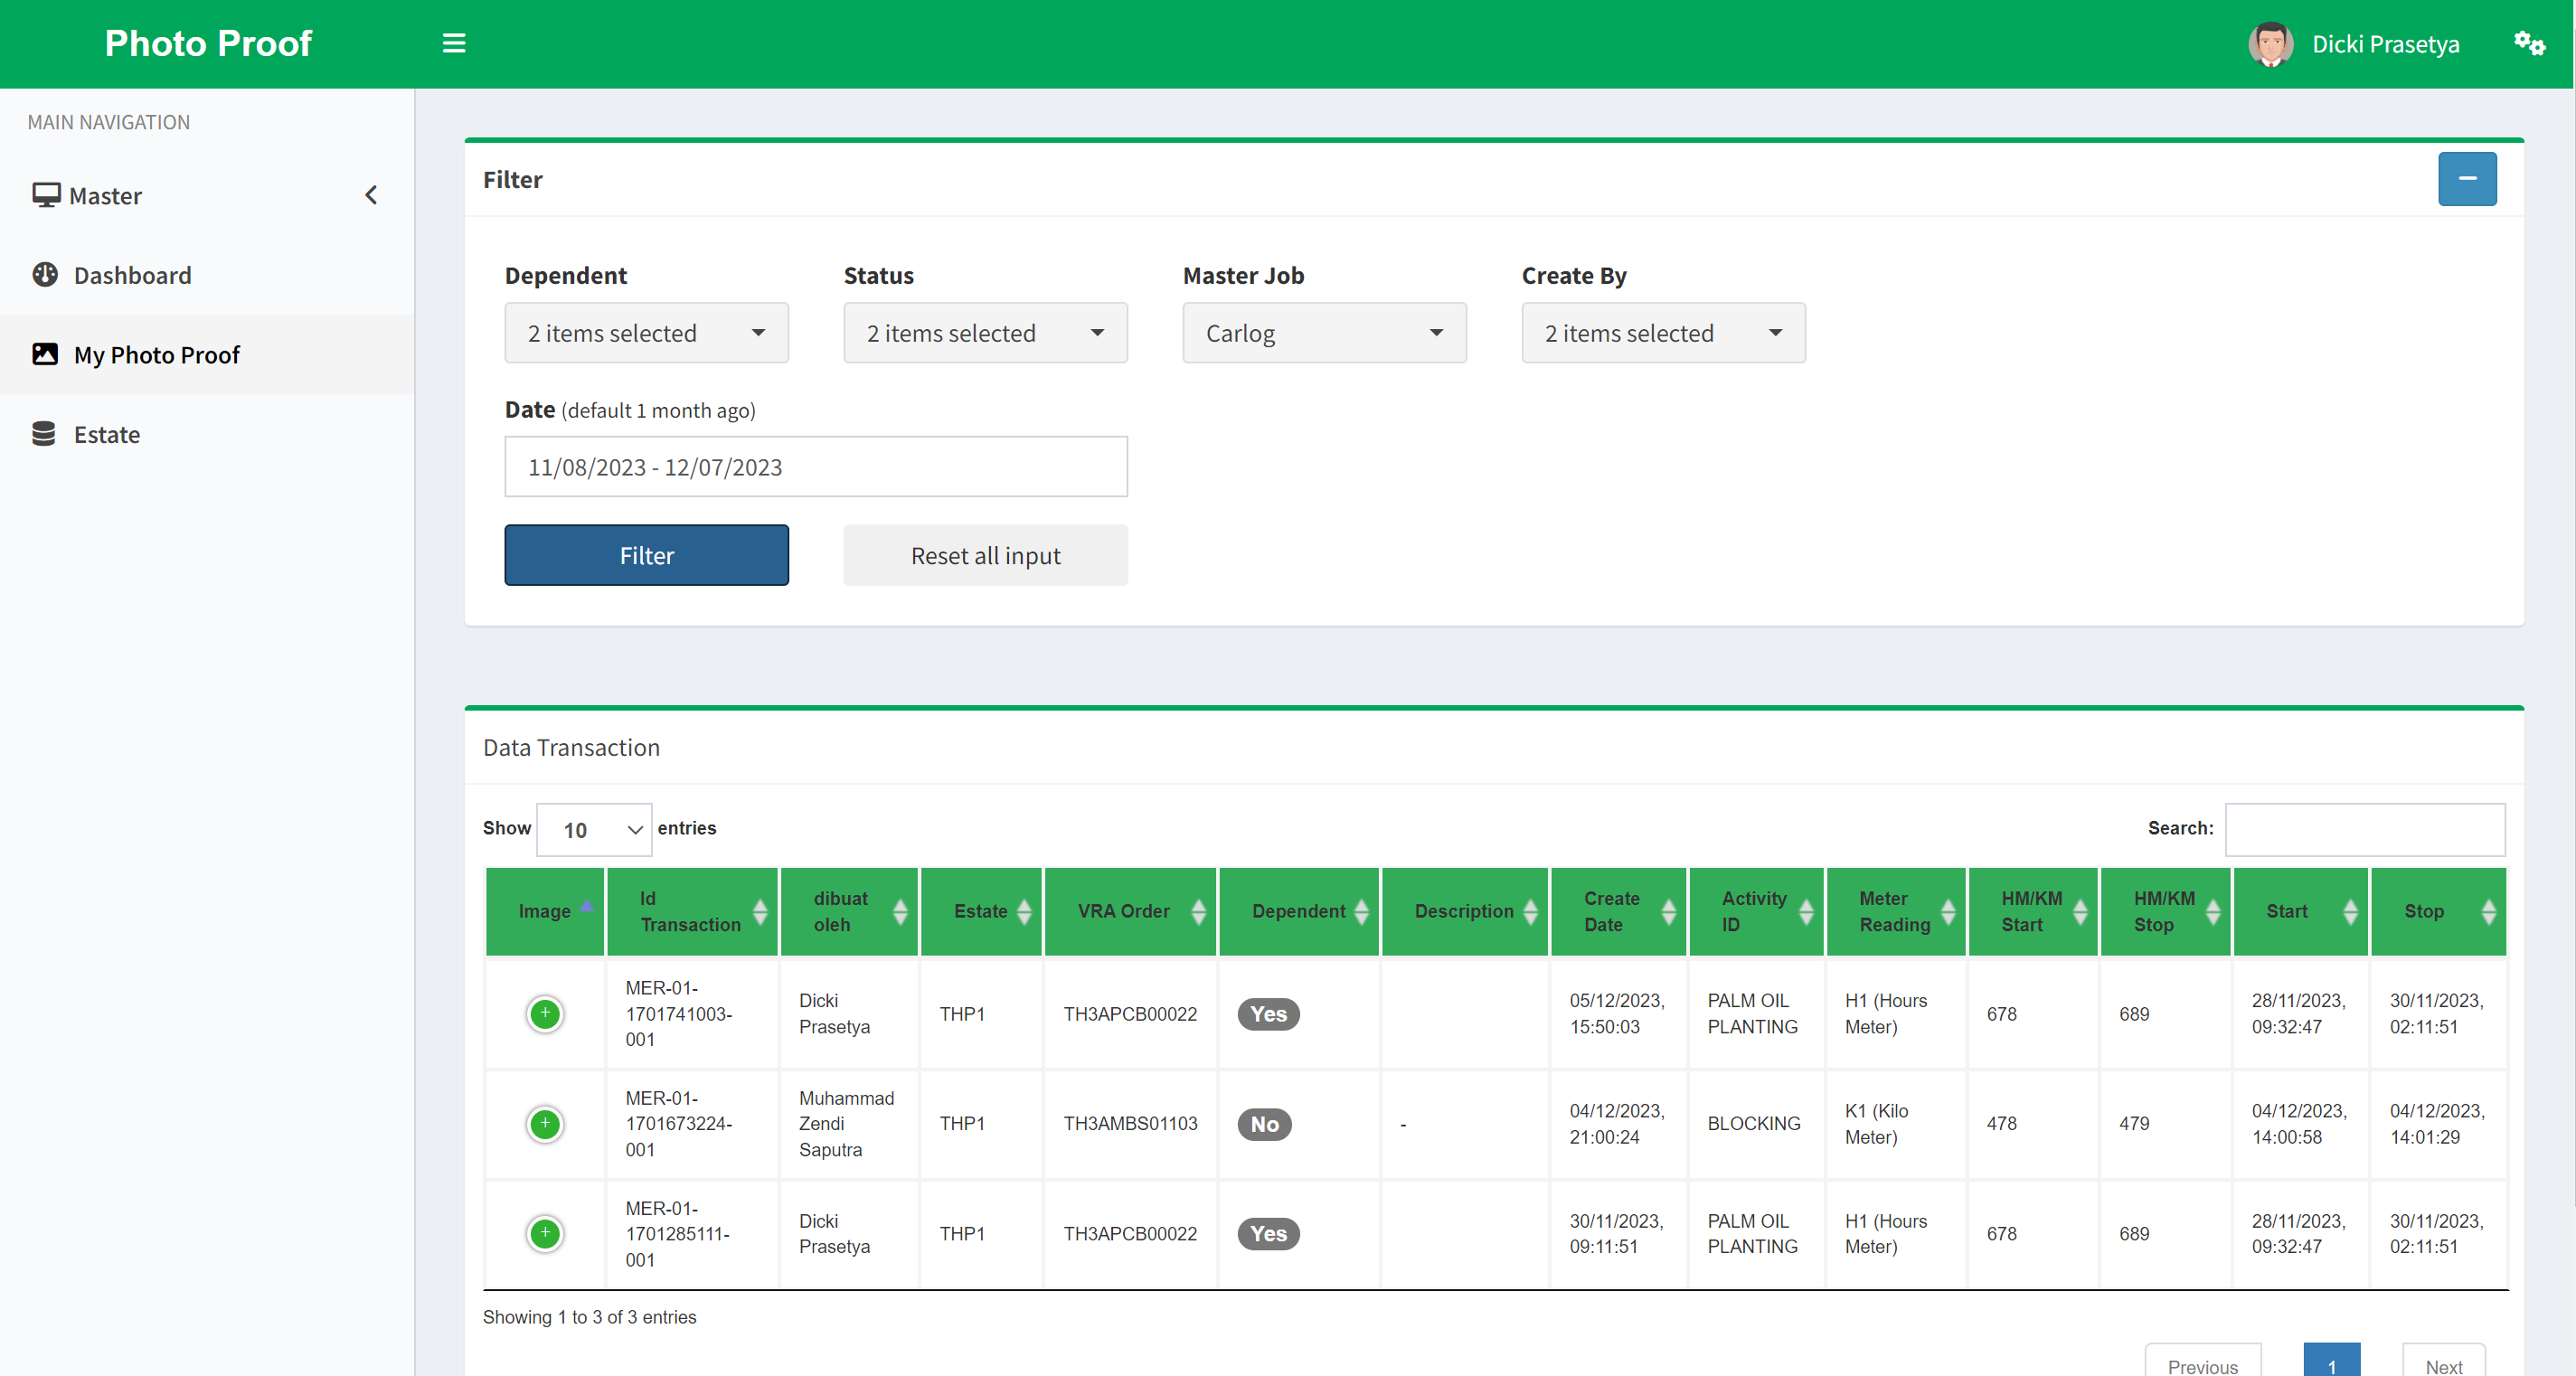 Photo Proof
Dicki Prasetya
MAIN NAVIGATION
Master
Dashboard
My Photo Proof
Estate
Filter
Dependent Status Master Job Create By
2 items selected 2 items selected Carlog 2 items selected
Date (default 1 month ago)
11/08/2023 - 12/07/2023
Filter Reset all input
Data Transaction
Show 10 entries Search:
Image
Id
Transaction
dibuat
oleh
Estate
VRA Order
Dependent
Description
Create
Date
Activity
ID
Meter
Reading
HM/KM
Start
HM/KM
Stop
Start
Stop
+
MER-01-
1701741003-
001
Dicki
Prasetya
THP1
TH3APCB00022
Yes
05/12/2023,
15:50:03
PALM OIL
PLANTING
H1 (Hours
Meter)
678
689
28/11/2023,
09:32:47
30/11/2023,
02:11:51
+
MER-01-
1701673224-
001
Muhammad
Zendi
Saputra
THP1
TH3AMBS01103
No
-
04/12/2023,
21:00:24
BLOCKING
K1 (Kilo
Meter)
478
479
04/12/2023,
14:00:58
04/12/2023,
14:01:29
+
MER-01-
1701285111-
001
Dicki
Prasetya
THP1
TH3APCB00022
Yes
30/11/2023,
09:11:51
PALM OIL
PLANTING
H1 (Hours
Meter)
678
689
28/11/2023,
09:32:47
30/11/2023,
02:11:51
Showing 1 to 3 of 3 entries
Previous 1 Next